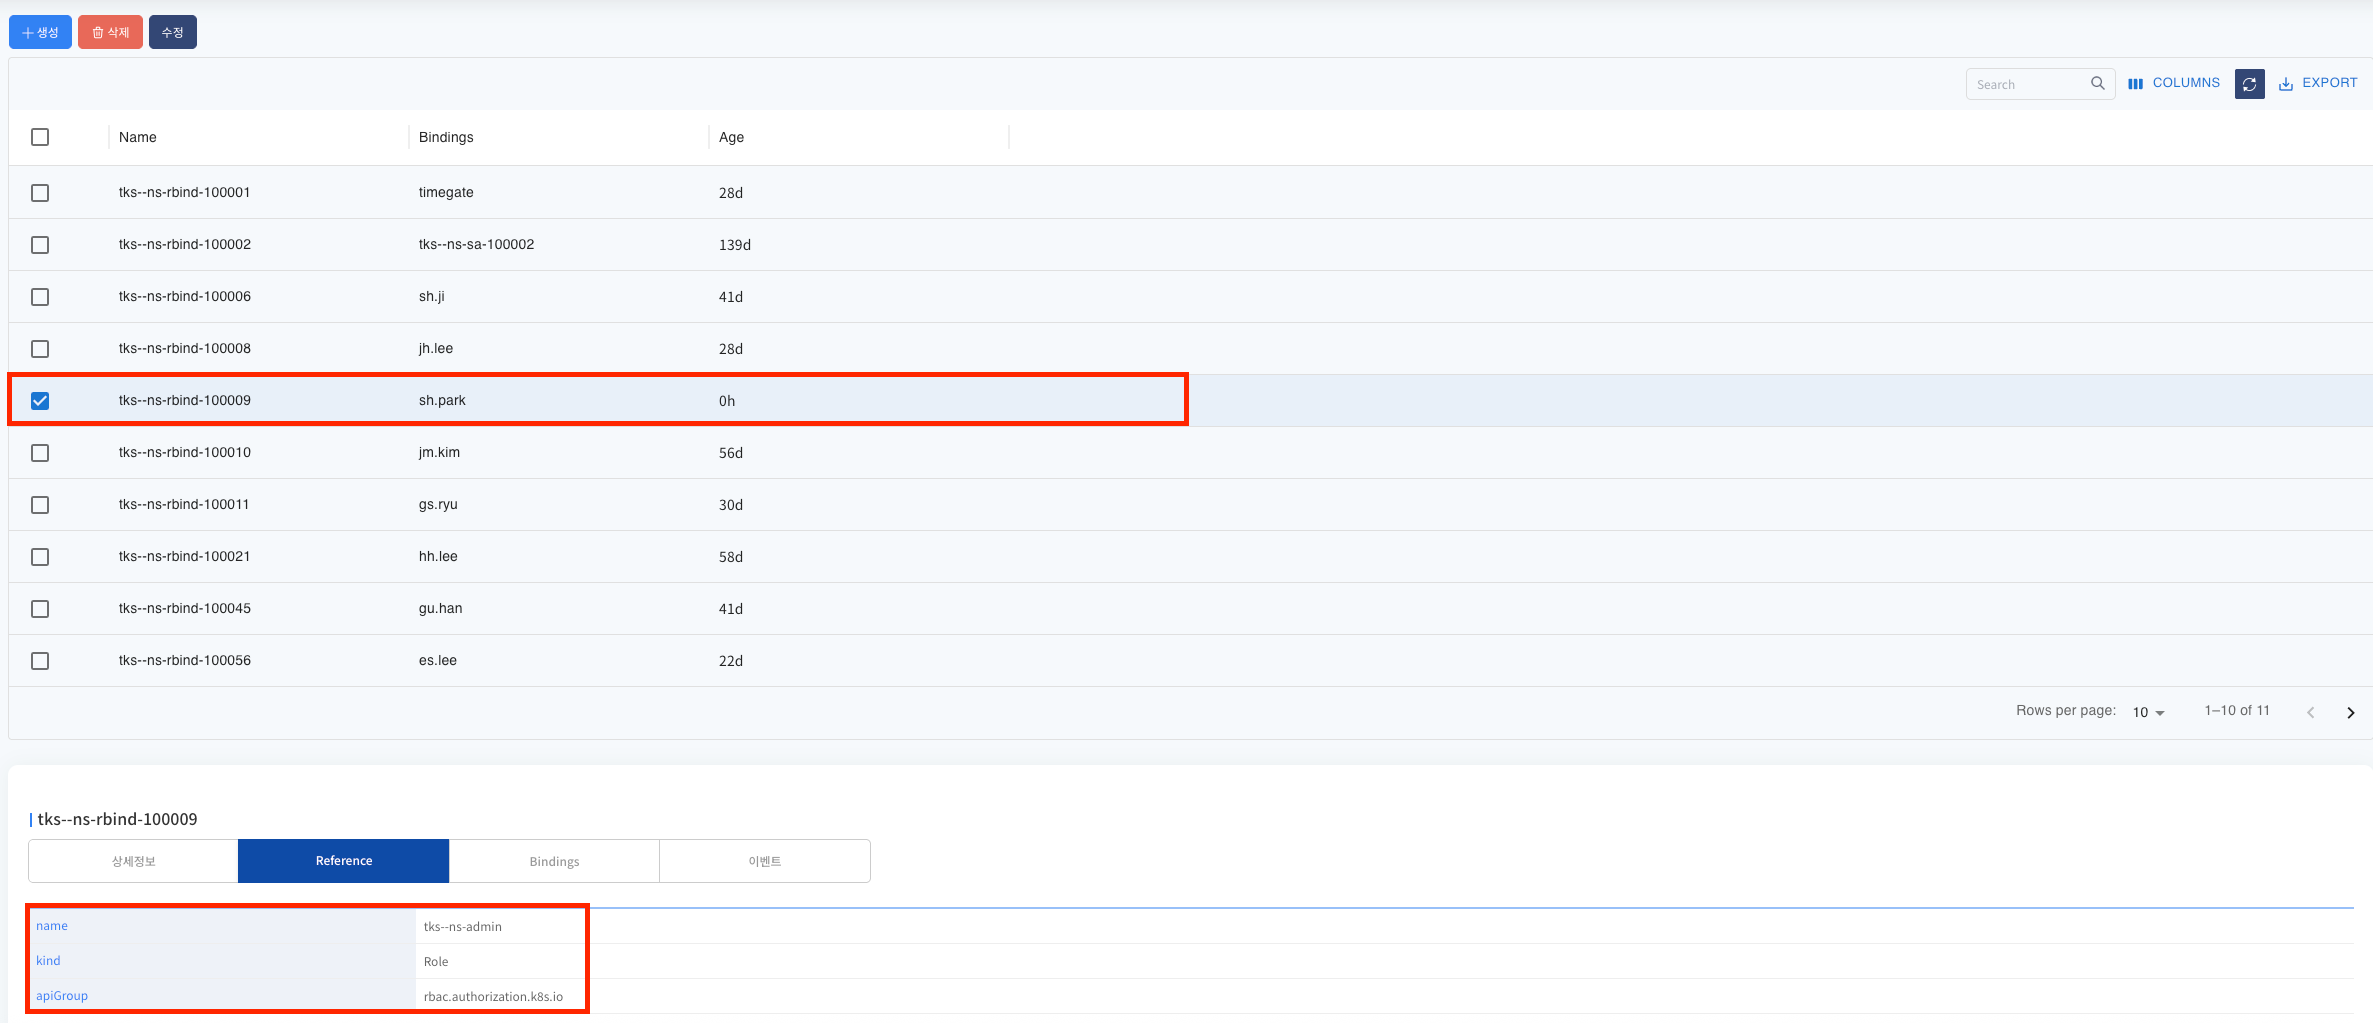 생성 삭제 수정
Search COLUMNS EXPORT
Name Bindings Age
tks--ns-rbind-100001 timegate 28d
tks--ns-rbind-100002 tks--ns-sa-100002 139d
tks--ns-rbind-100006 sh.ji 41d
tks--ns-rbind-100008 jh.lee 28d
tks--ns-rbind-100009 sh.park 0h
tks--ns-rbind-100010 jm.kim 56d
tks--ns-rbind-100011 gs.ryu 30d
tks--ns-rbind-100021 hh.lee 58d
tks--ns-rbind-100045 gu.han 41d
tks--ns-rbind-100056 es.lee 22d
Rows per page: 10 1–10 of 11
tks--ns-rbind-100009
상세정보 Reference Bindings 이벤트
name tks--ns-admin
kind Role
apiGroup rbac.authorization.k8s.io